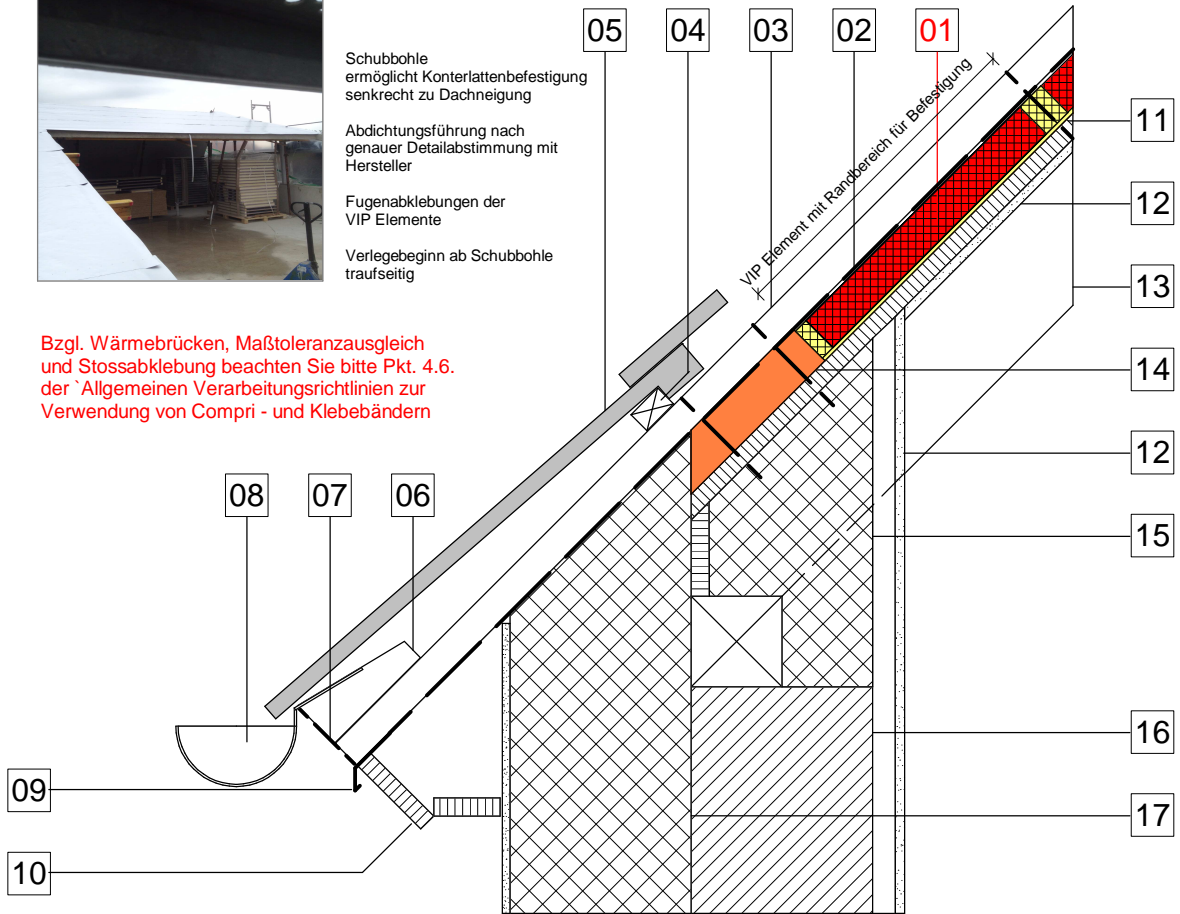 05
04
03
02
01
Schubbohle
ermöglicht Konterlattenbefestigung
senkrecht zu Dachneigung
Abdichtungsführung nach
genauer Detailabstimmung mit
Hersteller
Fugenabklebungen der
VIP Elemente
Verlegebeginn ab Schubbohle
traufseitig
VIP Element mit Randbereich für Befestigung
11
12
13
Bzgl. Wärmebrücken, Maßtoleranzausgleich
und Stossabklebung beachten Sie bitte Pkt. 4.6.
der `Allgemeinen Verarbeitungsrichtlinien zur
Verwendung von Compri - und Klebebändern
14
12
08
07
06
15
16
09
17
10